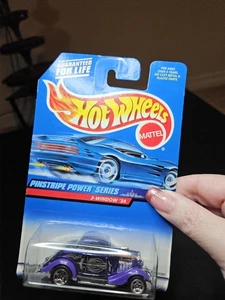 GUARANTEED
FOR LIFE
HOT WHEELS
MATTEL
PINSTRIPE POWER SERIES
3-WINDOW '34